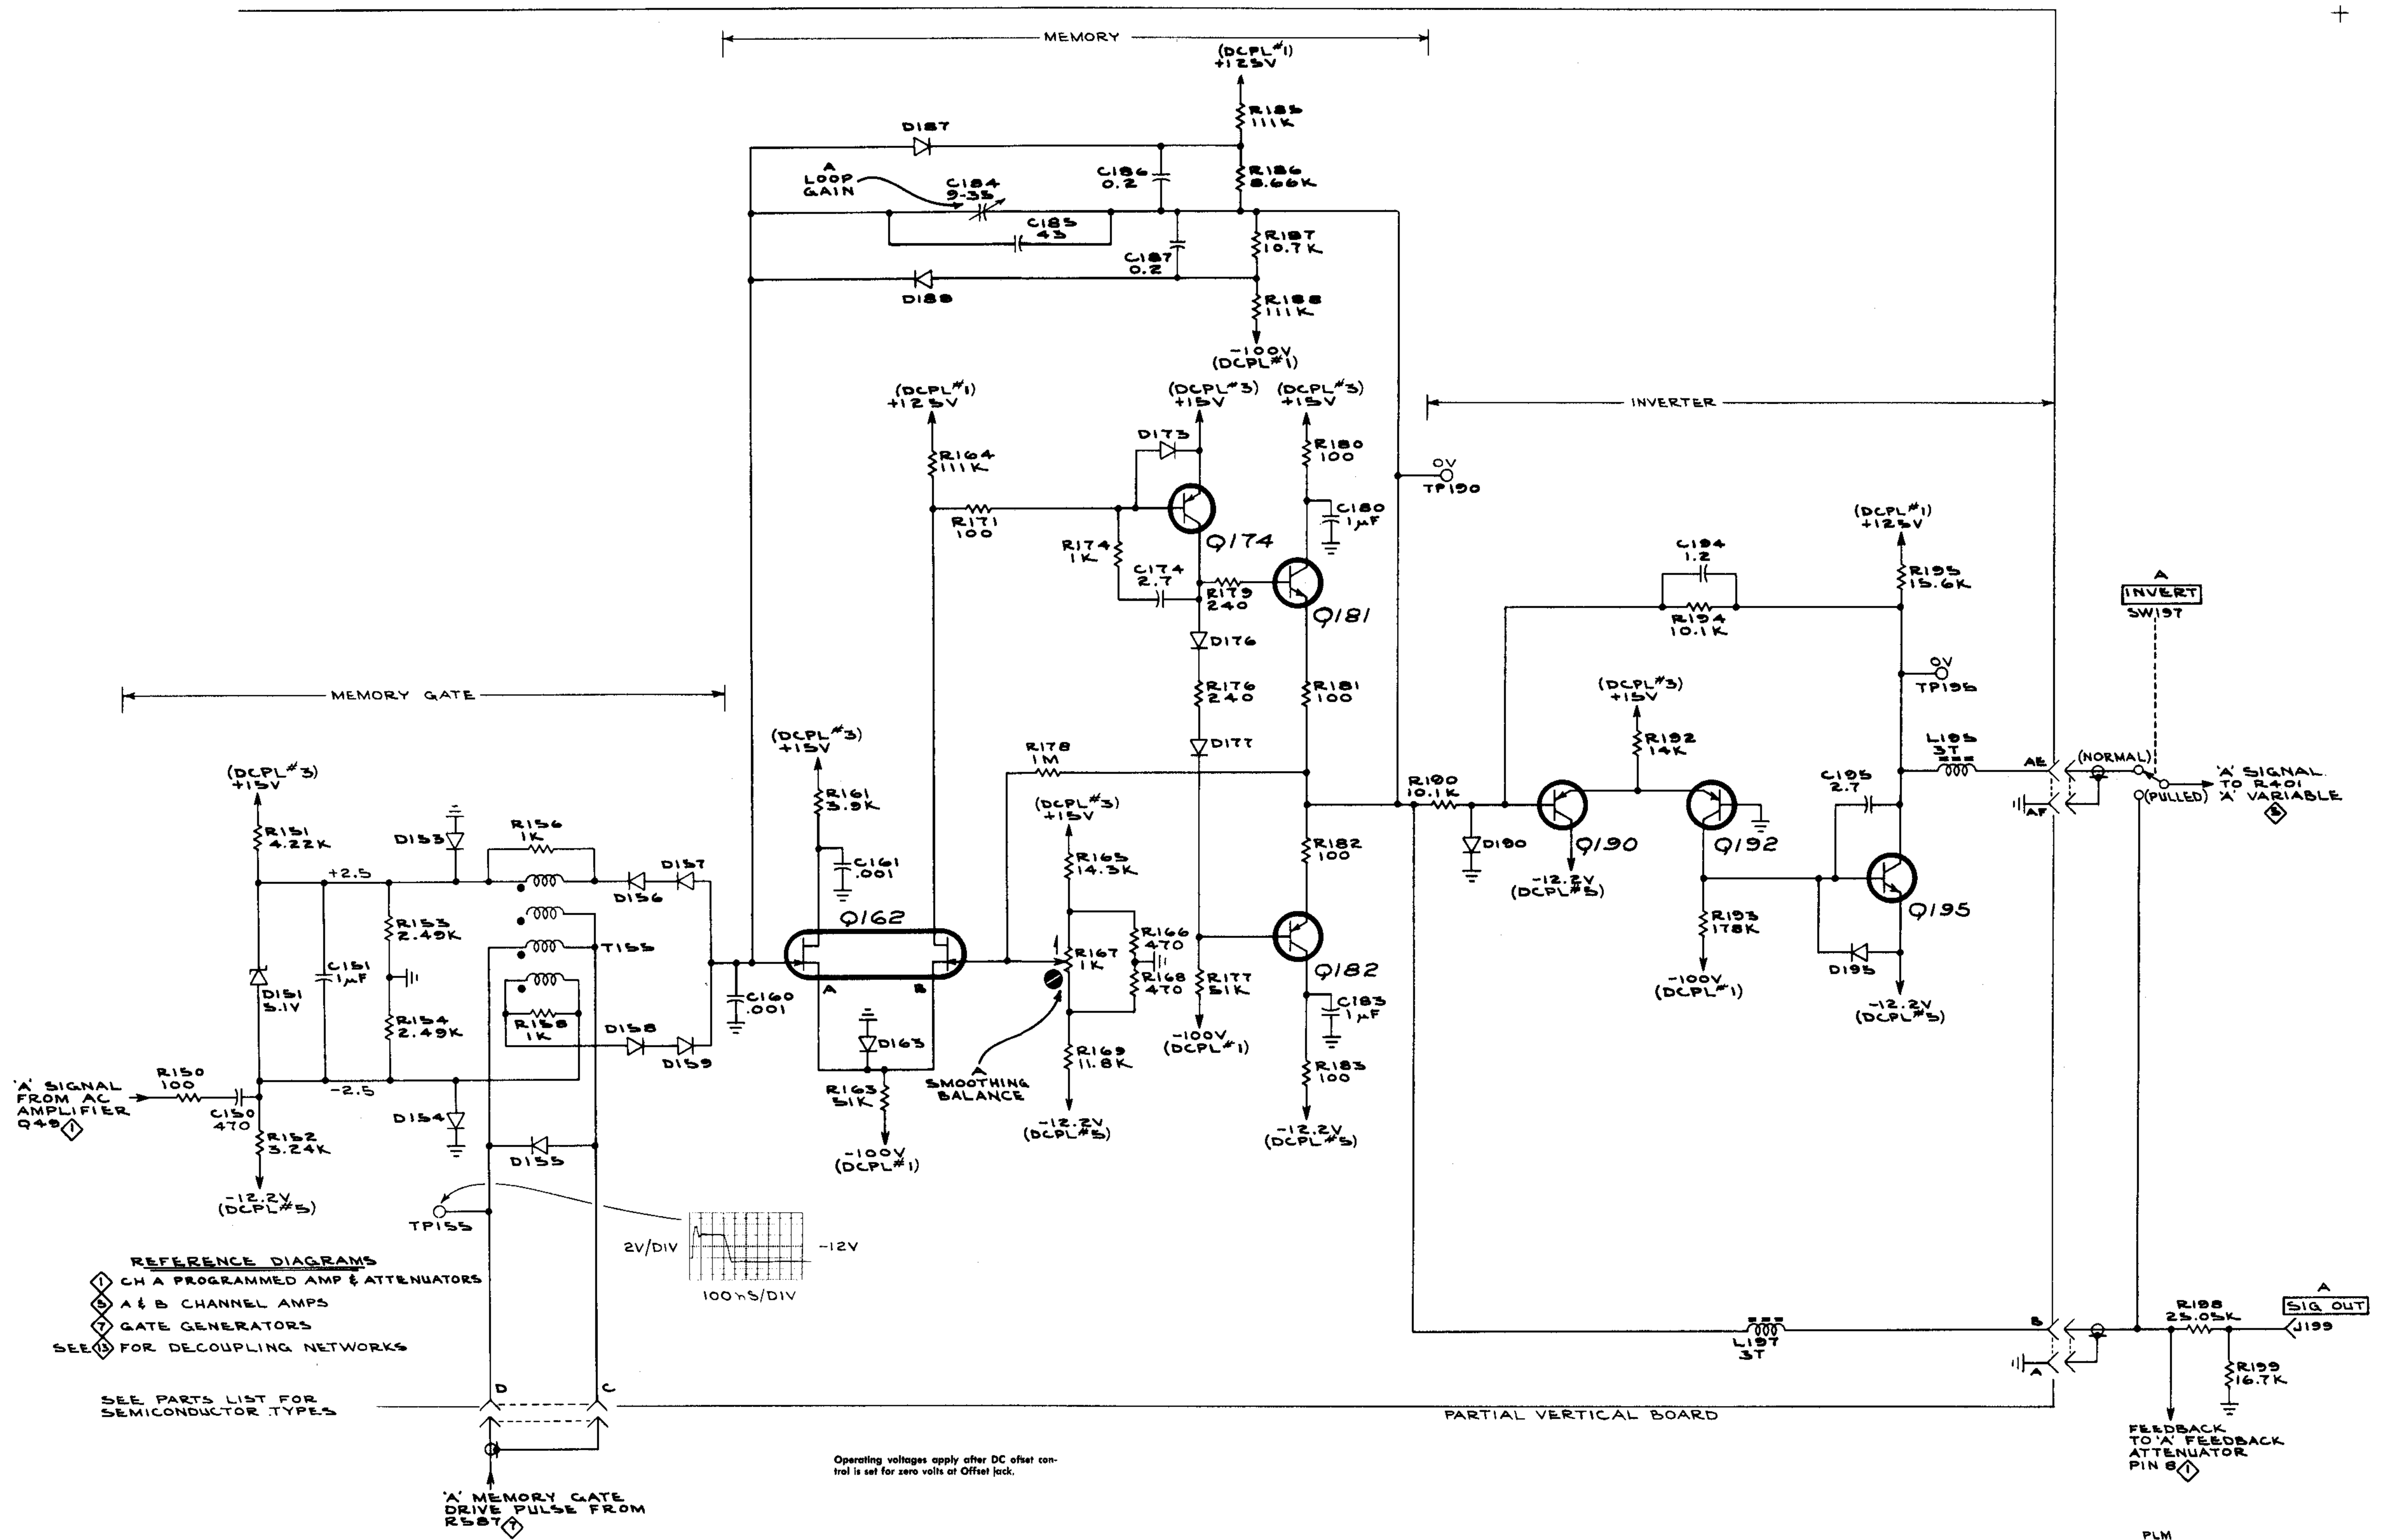 MEMORY
(DCPL#1)
+125V
R185
111K
D187
A
LOOP
GAIN
C184
9-35
C186
0.2
R186
8.66K
C185
43
R187
10.7K
C187
0.2
D188
R188
111K
-100V
(DCPL#1)
(DCPL#1)
+125V
(DCPL#3)
+15V
(DCPL#3)
+15V
INVERTER
D173
R164
111K
R180
100
0V
TP190
R171
100
C180
1µF
Q174
R174
1K
C174
2.7
R179
240
Q181
(DCPL#1)
+125V
C194
1.2
R195
15.6K
R194
10.1K
A
INVERT
SW197
D176
R176
240
R181
100
0V
TP195
MEMORY GATE
(DCPL#3)
+15V
(DCPL#3)
+15V
D177
R178
1M
R192
14K
L195
3T
AE
(NORMAL)
(PULLED)
AF
'A' SIGNAL
TO R401
'A' VARIABLE
5
(DCPL#3)
+15V
R161
3.9K
(DCPL#3)
+15V
R190
10.1K
C195
2.7
R151
4.22K
D153
R156
1K
D157
D156
C161
.001
R165
14.3K
R182
100
D190
Q190
Q192
-12.2V
(DCPL#5)
+2.5
Q162
R153
2.49K
T155
R166
470
R167
1K
R168
470
Q182
R193
178K
Q195
D151
5.1V
C151
1µF
C160
.001
A
B
R177
51K
C183
1µF
D195
-100V
(DCPL#1)
-12.2V
(DCPL#5)
R154
2.49K
R158
1K
D158
D159
D163
-100V
(DCPL#1)
R169
11.8K
R183
100
'A' SIGNAL
FROM AC
AMPLIFIER
Q49 1
R150
100
C150
470
-2.5
D154
R163
51K
A
SMOOTHING
BALANCE
-12.2V
(DCPL#5)
-12.2V
(DCPL#5)
R152
3.24K
D155
-100V
(DCPL#1)
-12.2V
(DCPL#5)
TP155
2V/DIV
-12V
100nS/DIV
REFERENCE DIAGRAMS
1 CH A PROGRAMMED AMP & ATTENUATORS
5 A & B CHANNEL AMPS
7 GATE GENERATORS
SEE 13 FOR DECOUPLING NETWORKS
L197
3T
B
A
R198
25.05K
A
SIG OUT
J199
R199
16.7K
SEE PARTS LIST FOR
SEMICONDUCTOR TYPES
D
C
PARTIAL VERTICAL BOARD
FEEDBACK
TO 'A' FEEDBACK
ATTENUATOR
PIN 8 1
Operating voltages apply after DC offset con-
trol is set for zero volts at Offset jack.
'A' MEMORY GATE
DRIVE PULSE FROM
R587 7
PLM